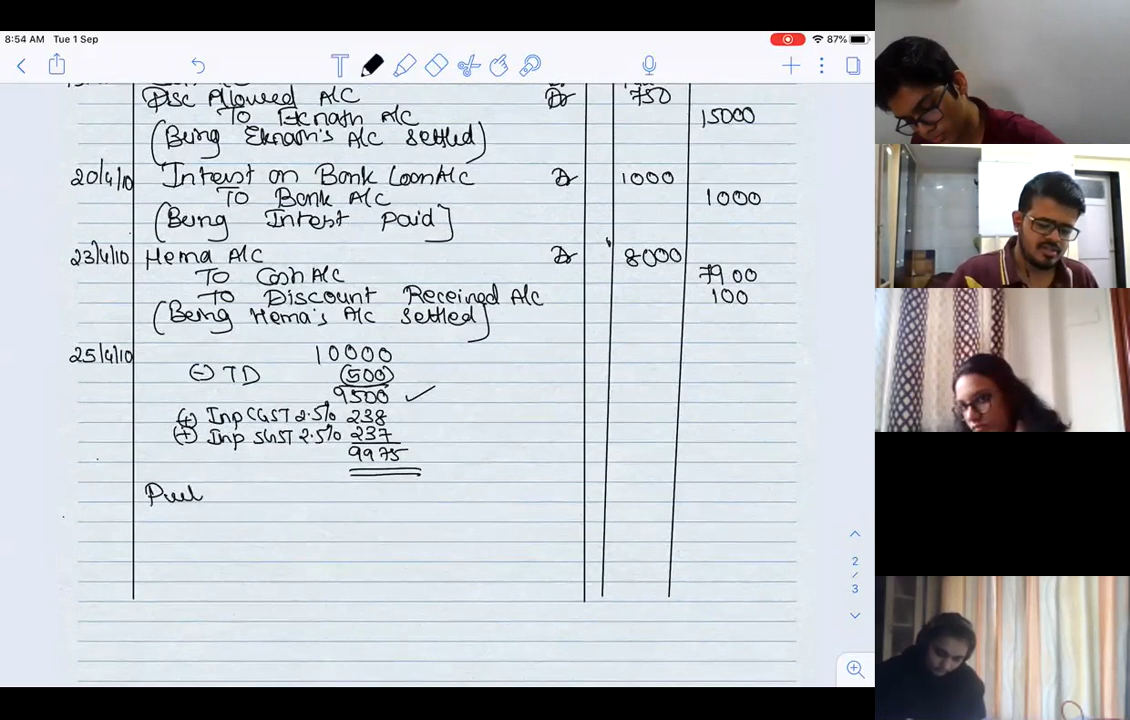 8:54 AM Tue 1 Sep 87%
Disc Allowed A/C Dr 750
To Eknath A/C 15000
(Being Eknath's A/C settled)
20/4/10 Interest on Bank Loan A/C Dr 1000
To Bank A/C 1000
(Being Interest paid)
23/4/10 Hema A/C Dr 8000
To Cash A/C 7900
To Discount Received A/C 100
(Being Hema's A/C settled)
25/4/10 10000
(-) TD (500)
9500 ✓
(+) Inp CGST 2.5% 238
(+) Inp SGST 2.5% 237
9975
2
/
3